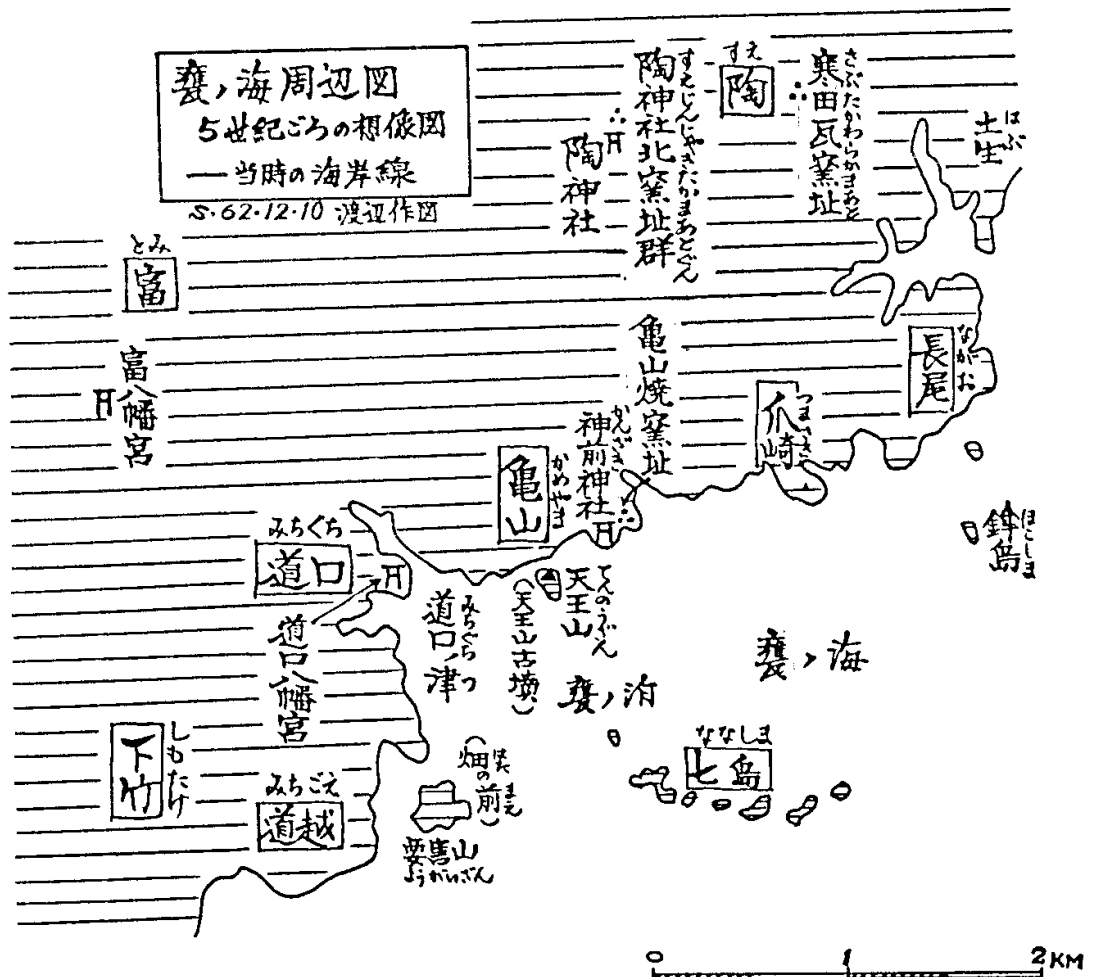 甕ノ海周辺図
5世紀ごろの想像図
―当時の海岸線
S.62.12.10 渡辺作図
すえ
陶
さぶたかわらかまあと
寒田瓦窯址
はぶ
土生
すえじんじゃきたかまあとぐん
陶神社北窯址群
陶神社
とみ
富
富八幡宮
亀山焼窯址
ながお
長尾
つまさき
爪崎
かんざき
神前神社
かめやま
亀山
ほこしま
鉾島
みちぐち
道口
道口八幡宮
みちぐちつ
道口ノ津
天王山
(天王山古墳)
甕ノ海
甕ノ泊
ななしま
七島
しもたけ
下竹
みちごえ
道越
(畑の前)
はた まえ
要害山
ようがいざん
0 1 2KM